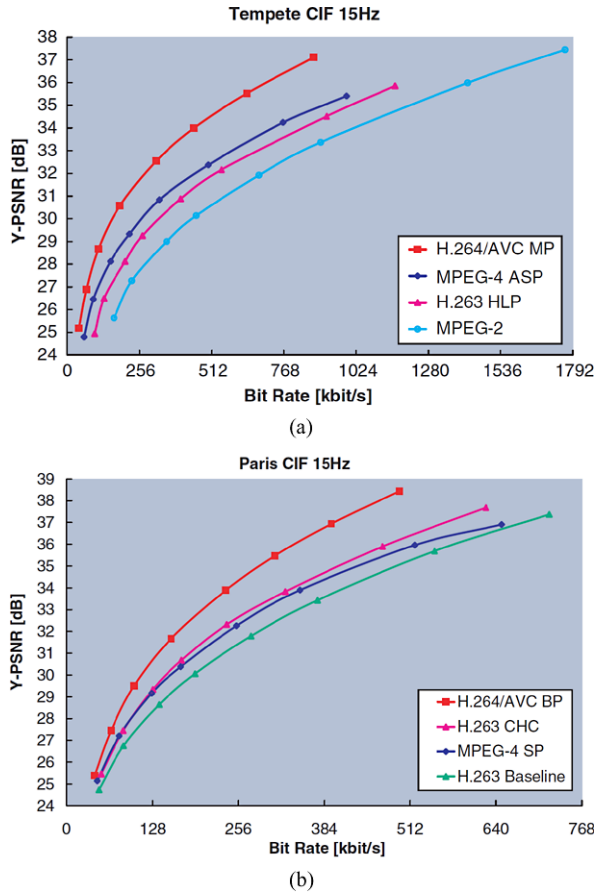 Tempete CIF 15Hz
38
37
36
35
34
33
32
31
30
29
28
27
26
25
24
Y-PSNR [dB]
H.264/AVC MP
MPEG-4 ASP
H.263 HLP
MPEG-2
0 256 512 768 1024 1280 1536 1792
Bit Rate [kbit/s]
(a)
Paris CIF 15Hz
39
38
37
36
35
34
33
32
31
30
29
28
27
26
25
24
Y-PSNR [dB]
H.264/AVC BP
H.263 CHC
MPEG-4 SP
H.263 Baseline
0 128 256 384 512 640 768
Bit Rate [kbit/s]
(b)